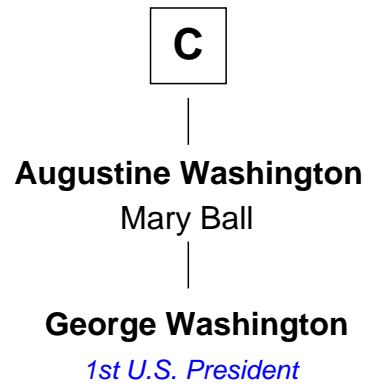 C
Augustine Washington
Mary Ball
George Washington
1st U.S. President